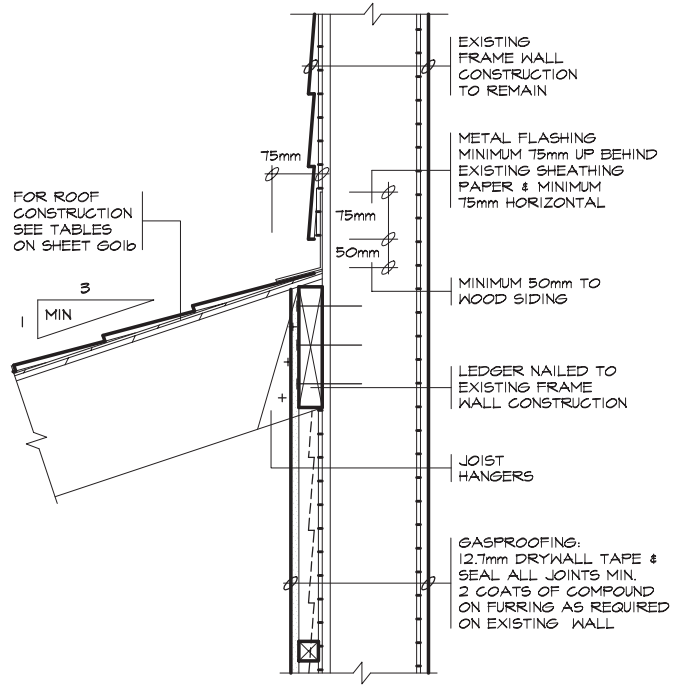 EXISTING
FRAME WALL
CONSTRUCTION
TO REMAIN
METAL FLASHING
MINIMUM 75mm UP BEHIND
EXISTING SHEATHING
PAPER & MINIMUM
75mm HORIZONTAL
75mm
FOR ROOF
CONSTRUCTION
SEE TABLES
ON SHEET G01b
75mm
50mm
3
1
MIN
MINIMUM 50mm TO
WOOD SIDING
LEDGER NAILED TO
EXISTING FRAME
WALL CONSTRUCTION
JOIST
HANGERS
GASPROOFING:
12.7mm DRYWALL TAPE &
SEAL ALL JOINTS MIN.
2 COATS OF COMPOUND
ON FURRING AS REQUIRED
ON EXISTING WALL